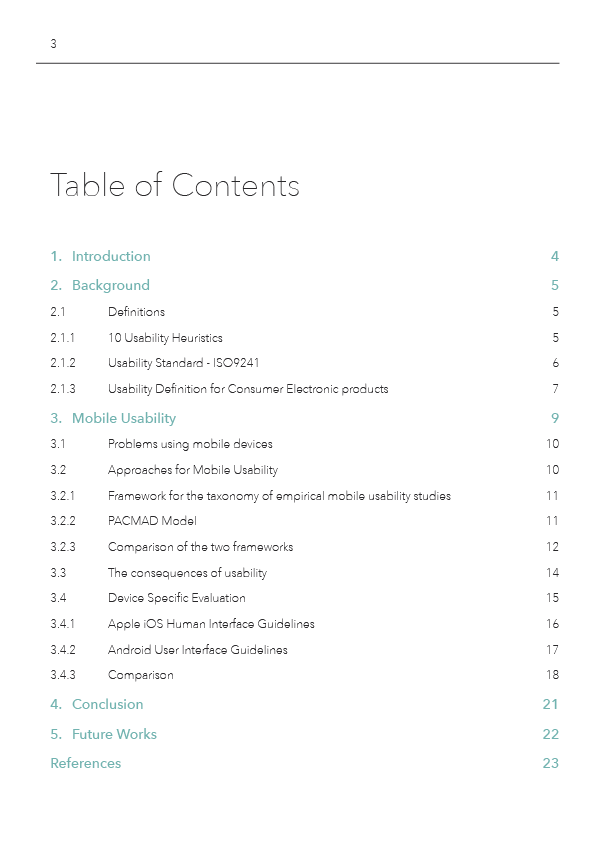 3
Table of Contents
1. Introduction 4
2. Background 5
2.1 Definitions 5
2.1.1 10 Usability Heuristics 5
2.1.2 Usability Standard - ISO9241 6
2.1.3 Usability Definition for Consumer Electronic products 7
3. Mobile Usability 9
3.1 Problems using mobile devices 10
3.2 Approaches for Mobile Usability 10
3.2.1 Framework for the taxonomy of empirical mobile usability studies 11
3.2.2 PACMAD Model 11
3.2.3 Comparison of the two frameworks 12
3.3 The consequences of usability 14
3.4 Device Specific Evaluation 15
3.4.1 Apple iOS Human Interface Guidelines 16
3.4.2 Android User Interface Guidelines 17
3.4.3 Comparison 18
4. Conclusion 21
5. Future Works 22
References 23